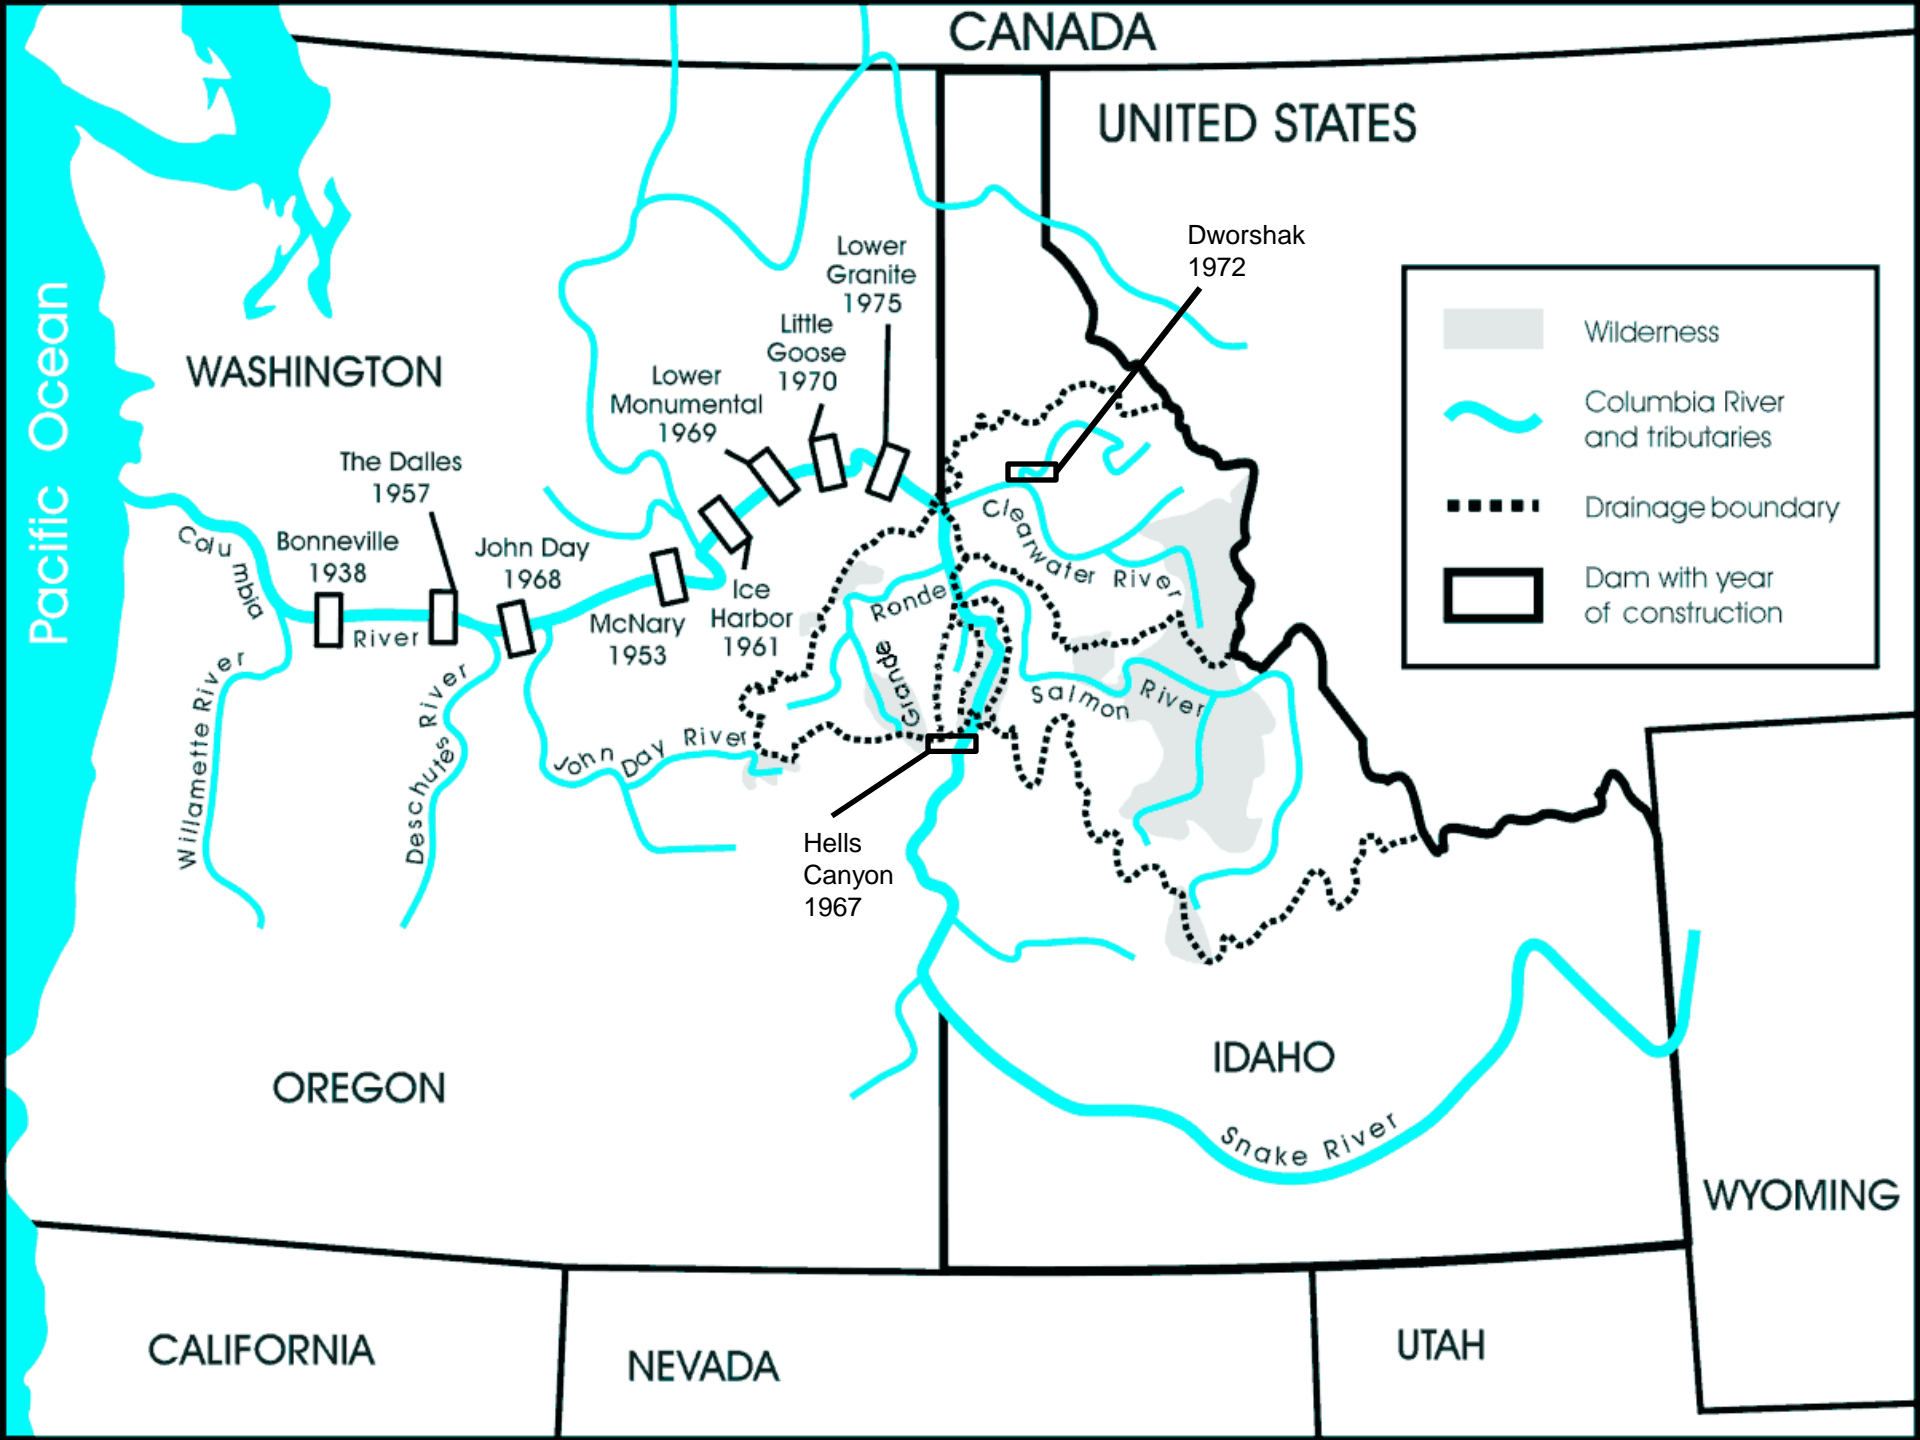 CANADA
UNITED STATES
Dworshak
1972
Lower
Granite
1975
Little
Goose
1970
Lower
Monumental
1969
WASHINGTON
Pacific Ocean
The Dalles
1957
Bonneville
1938
John Day
1968
McNary
1953
Ice
Harbor
1961
Columbia
River
Willamette River
Deschutes River
John Day River
Grande Ronde
Clearwater River
Salmon River
Hells
Canyon
1967
Wilderness
Columbia River
and tributaries
Drainage boundary
Dam with year
of construction
OREGON
IDAHO
Snake River
WYOMING
CALIFORNIA
NEVADA
UTAH